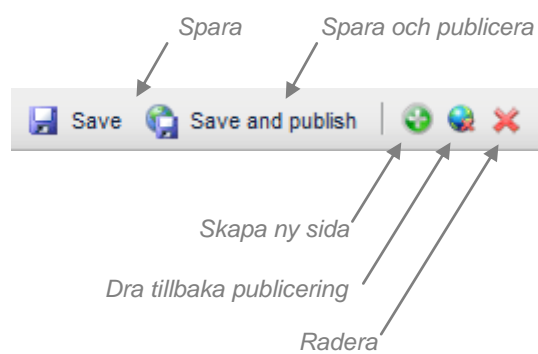 Spara Spara och publicera
Save Save and publish
Skapa ny sida
Dra tillbaka publicering
Radera